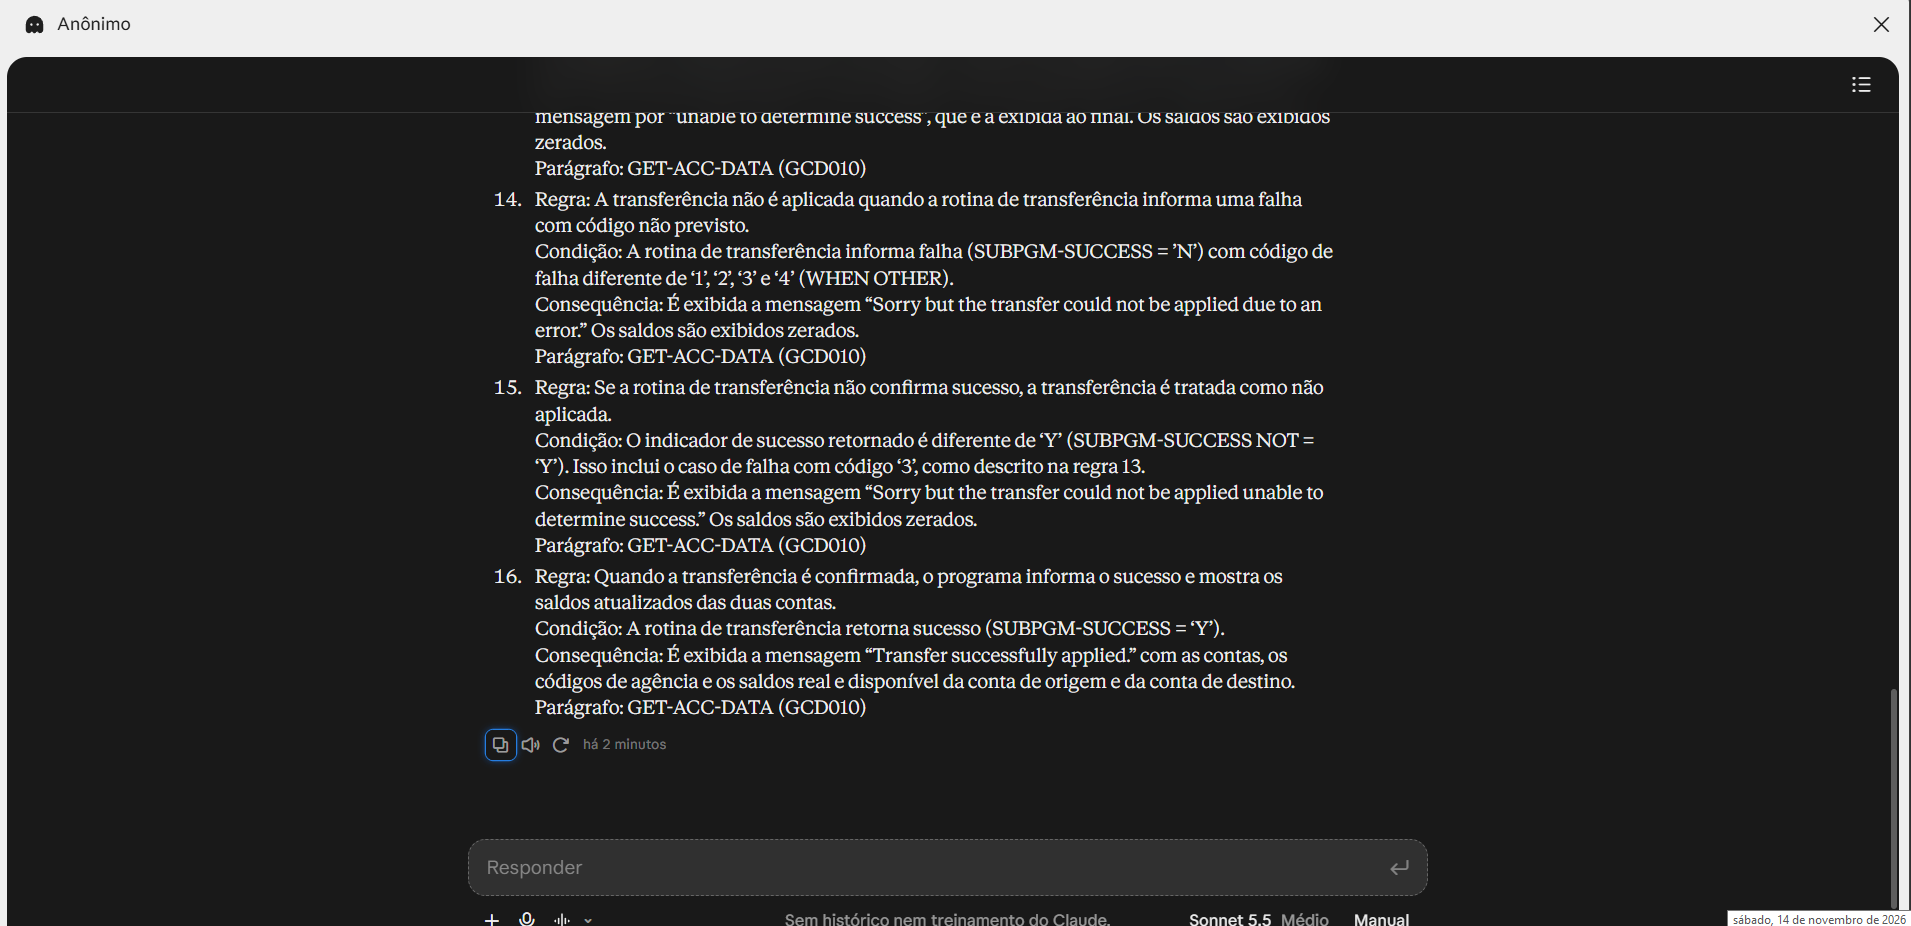 Anônimo
mensagem por “unable to determine success”, que é a exibida ao final. Os saldos são exibidos
zerados.
Parágrafo: GET-ACC-DATA (GCD010)
14. Regra: A transferência não é aplicada quando a rotina de transferência informa uma falha
com código não previsto.
Condição: A rotina de transferência informa falha (SUBPGM-SUCCESS = ’N’) com código de
falha diferente de ‘1’, ‘2’, ‘3’ e ‘4’ (WHEN OTHER).
Consequência: É exibida a mensagem “Sorry but the transfer could not be applied due to an
error.” Os saldos são exibidos zerados.
Parágrafo: GET-ACC-DATA (GCD010)
15. Regra: Se a rotina de transferência não confirma sucesso, a transferência é tratada como não
aplicada.
Condição: O indicador de sucesso retornado é diferente de ‘Y’ (SUBPGM-SUCCESS NOT =
‘Y’). Isso inclui o caso de falha com código ‘3’, como descrito na regra 13.
Consequência: É exibida a mensagem “Sorry but the transfer could not be applied unable to
determine success.” Os saldos são exibidos zerados.
Parágrafo: GET-ACC-DATA (GCD010)
16. Regra: Quando a transferência é confirmada, o programa informa o sucesso e mostra os
saldos atualizados das duas contas.
Condição: A rotina de transferência retorna sucesso (SUBPGM-SUCCESS = ‘Y’).
Consequência: É exibida a mensagem “Transfer successfully applied.” com as contas, os
códigos de agência e os saldos real e disponível da conta de origem e da conta de destino.
Parágrafo: GET-ACC-DATA (GCD010)
há 2 minutos
Responder
Sem histórico nem treinamento do Claude. Sonnet 5.5 Médio Manual
sábado, 14 de novembro de 2026